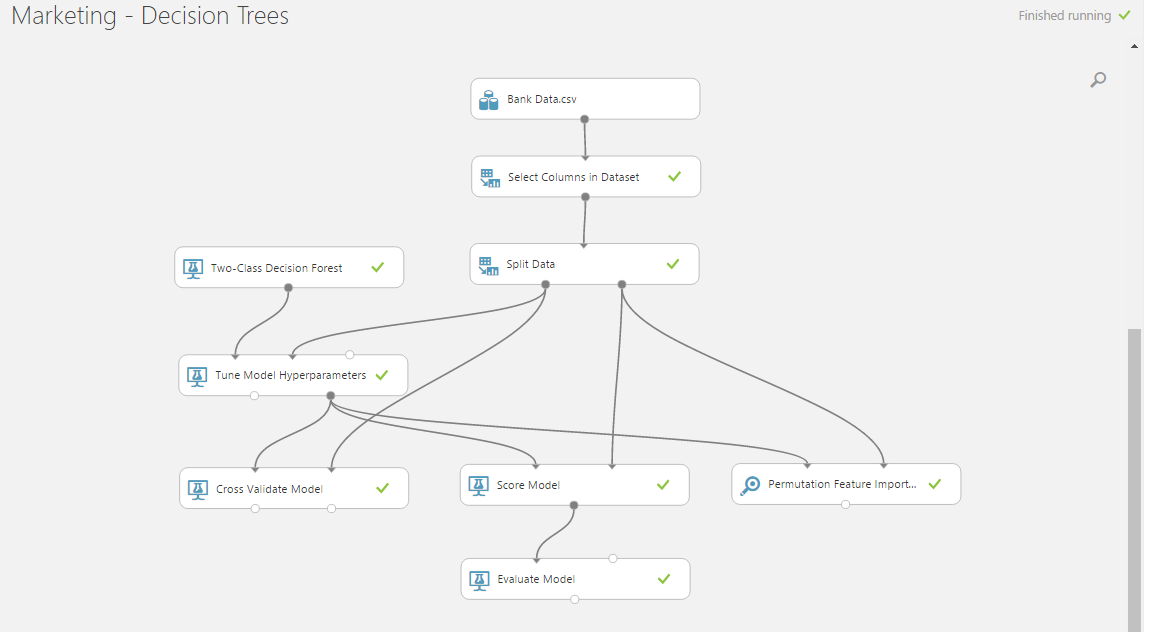 Marketing - Decision Trees
Finished running
Bank Data.csv
Select Columns in Dataset
Two-Class Decision Forest
Split Data
Tune Model Hyperparameters
Cross Validate Model
Score Model
Permutation Feature Import...
Evaluate Model